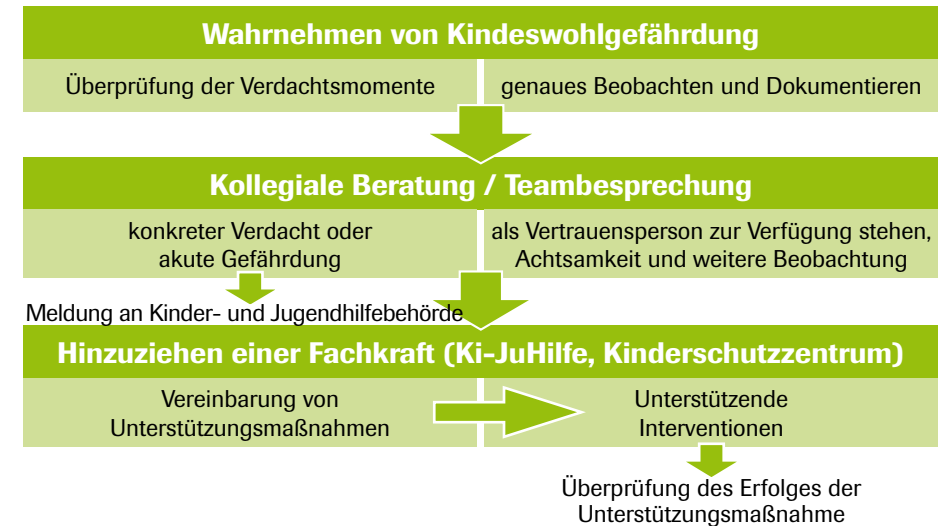 Wahrnehmen von Kindeswohlgefährdung
Überprüfung der Verdachtsmomente
genaues Beobachten und Dokumentieren
Kollegiale Beratung / Teambesprechung
konkreter Verdacht oder
akute Gefährdung
als Vertrauensperson zur Verfügung stehen,
Achtsamkeit und weitere Beobachtung
Meldung an Kinder- und Jugendhilfebehörde
Hinzuziehen einer Fachkraft (Ki-JuHilfe, Kinderschutzzentrum)
Vereinbarung von
Unterstützungsmaßnahmen
Unterstützende
Interventionen
Überprüfung des Erfolges der
Unterstützungsmaßnahme